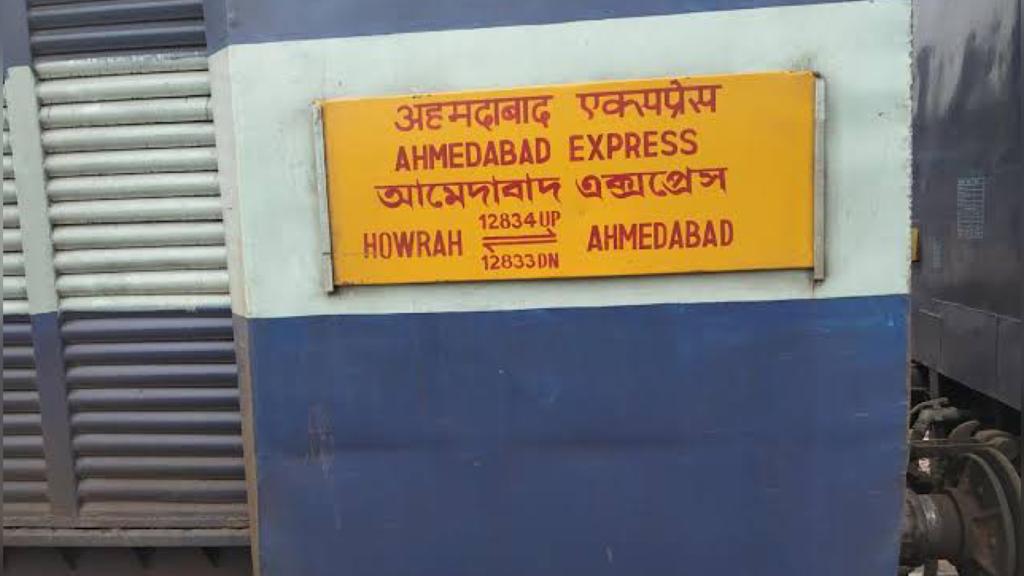 अहमदाबाद एक्सप्रेस
AHMEDABAD EXPRESS
আমেদাবাদ এক্সপ্রেস
12834 UP
HOWRAH ⇌ AHMEDABAD
12833 DN